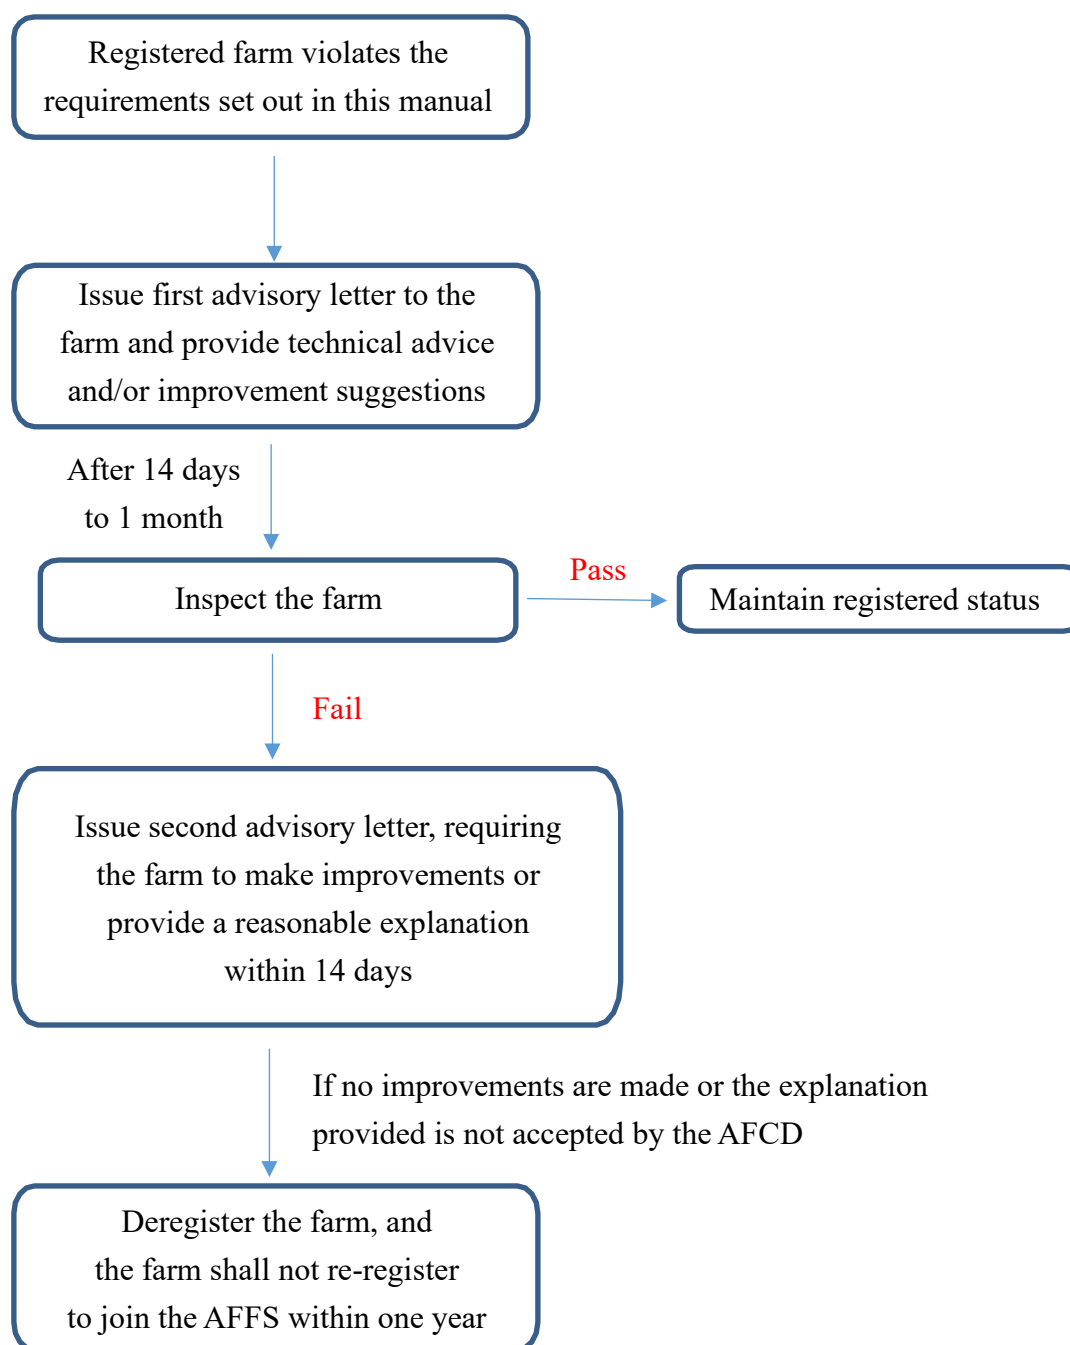 Registered farm violates the
requirements set out in this manual
Issue first advisory letter to the
farm and provide technical advice
and/or improvement suggestions
After 14 days
to 1 month
Inspect the farm
Pass
Maintain registered status
Fail
Issue second advisory letter, requiring
the farm to make improvements or
provide a reasonable explanation
within 14 days
If no improvements are made or the explanation
provided is not accepted by the AFCD
Deregister the farm, and
the farm shall not re-register
to join the AFFS within one year